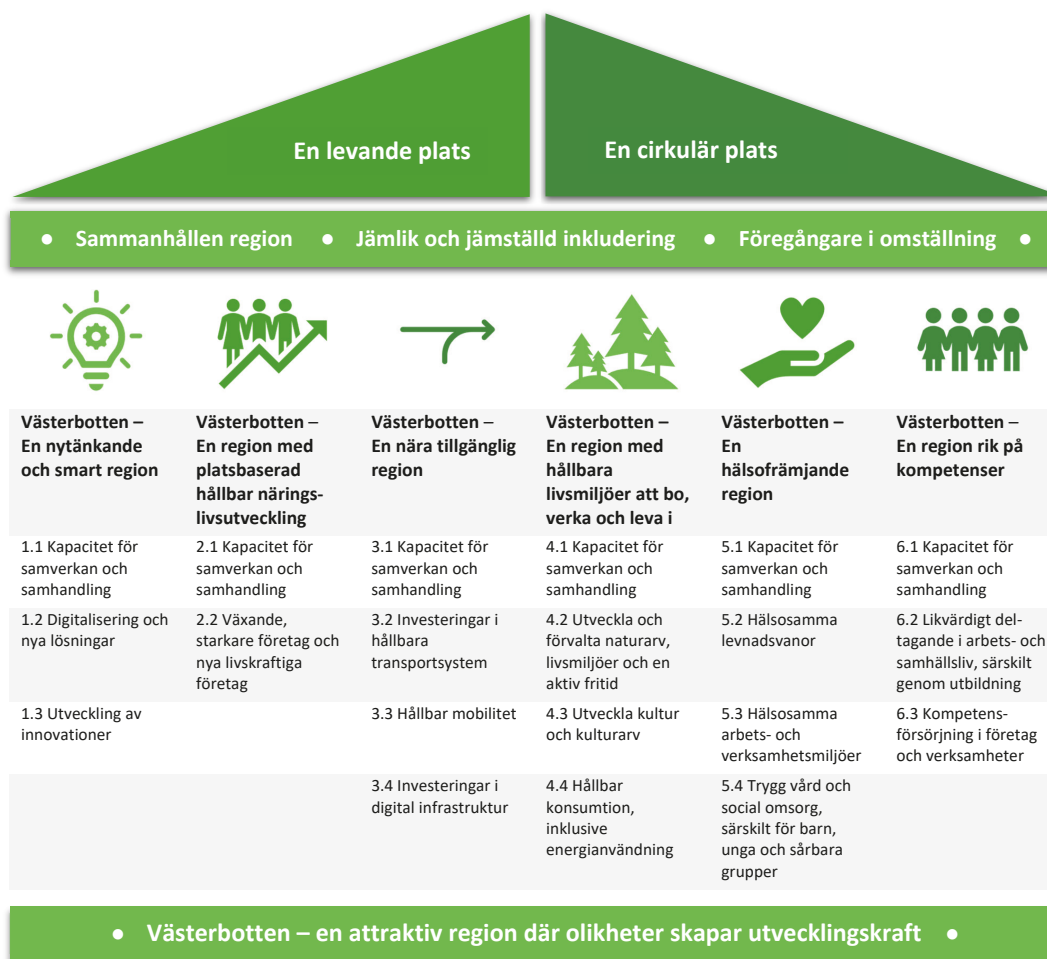 En levande plats
En cirkulär plats
● Sammanhållen region ● Jämlik och jämställd inkludering ● Föregångare i omställning ●
Västerbotten –
En nytänkande
och smart region
Västerbotten –
En region med
platsbaserad
hållbar närings-
livsutveckling
Västerbotten –
En nära tillgänglig
region
Västerbotten –
En region med
hållbara
livsmiljöer att bo,
verka och leva i
Västerbotten –
En
hälsofrämjande
region
Västerbotten –
En region rik på
kompetenser
1.1 Kapacitet för
samverkan och
samhandling
2.1 Kapacitet för
samverkan och
samhandling
3.1 Kapacitet för
samverkan och
samhandling
4.1 Kapacitet för
samverkan och
samhandling
5.1 Kapacitet för
samverkan och
samhandling
6.1 Kapacitet för
samverkan och
samhandling
1.2 Digitalisering och
nya lösningar
2.2 Växande,
starkare företag och
nya livskraftiga
företag
3.2 Investeringar i
hållbara
transportsystem
4.2 Utveckla och
förvalta naturarv,
livsmiljöer och en
aktiv fritid
5.2 Hälsosamma
levnadsvanor
6.2 Likvärdigt del-
tagande i arbets- och
samhällsliv, särskilt
genom utbildning
1.3 Utveckling av
innovationer
3.3 Hållbar mobilitet
4.3 Utveckla kultur
och kulturarv
5.3 Hälsosamma
arbets- och
verksamhetsmiljöer
6.3 Kompetens-
försörjning i företag
och verksamheter
3.4 Investeringar i
digital infrastruktur
4.4 Hållbar
konsumtion,
inklusive
energianvändning
5.4 Trygg vård och
social omsorg,
särskilt för barn,
unga och sårbara
grupper
● Västerbotten – en attraktiv region där olikheter skapar utvecklingskraft ●